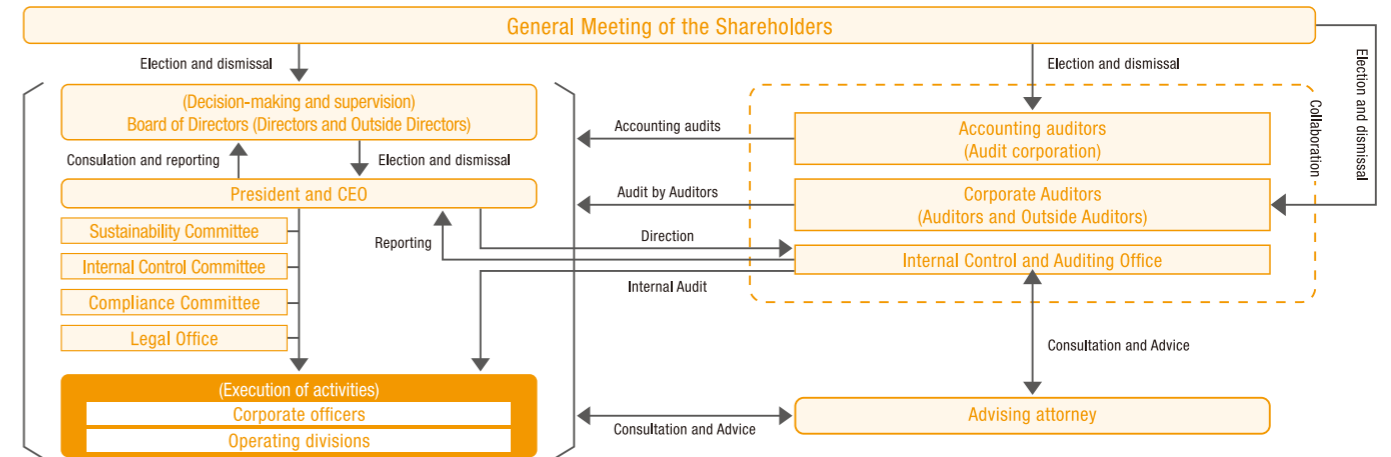 General Meeting of the Shareholders
Election and dismissal
Election and dismissal
Election and dismissal
(Decision-making and supervision)
Board of Directors (Directors and Outside Directors)
Consulation and reporting
Election and dismissal
President and CEO
Sustainability Committee
Internal Control Committee
Compliance Committee
Legal Office
(Execution of activities)
Corporate officers
Operating divisions
Accounting audits
Audit by Auditors
Reporting
Direction
Internal Audit
Consultation and Advice
Collaboration
Accounting auditors
(Audit corporation)
Corporate Auditors
(Auditors and Outside Auditors)
Internal Control and Auditing Office
Consultation and Advice
Advising attorney